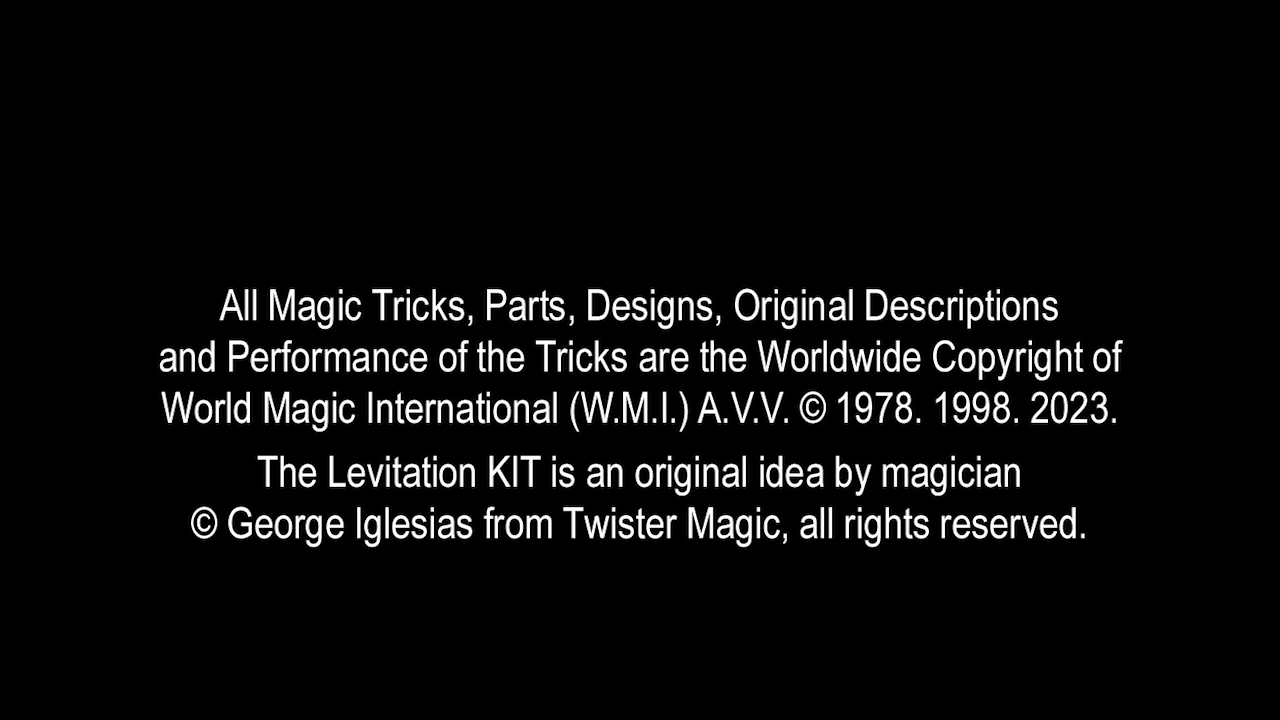 All Magic Tricks, Parts, Designs, Original Descriptions
and Performance of the Tricks are the Worldwide Copyright of
World Magic International (W.M.I.) A.V.V. © 1978. 1998. 2023.
The Levitation KIT is an original idea by magician
© George Iglesias from Twister Magic, all rights reserved.